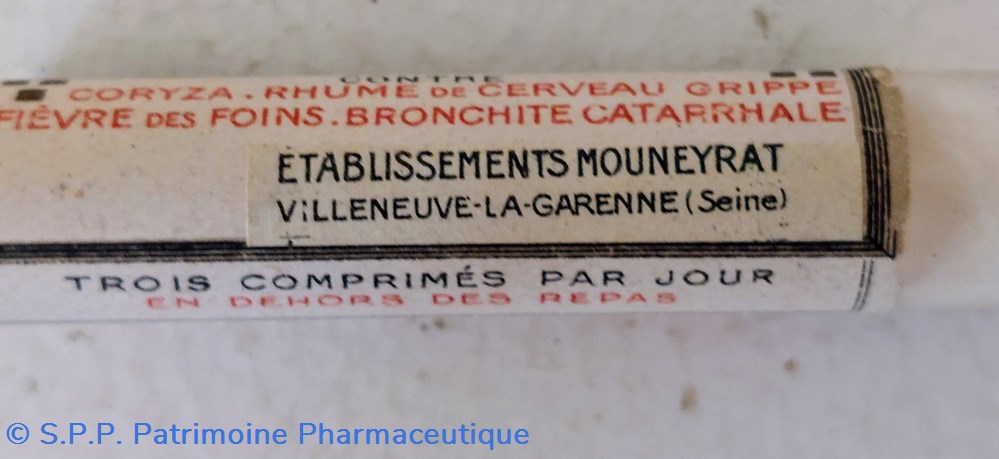 CONTRE
CORYZA . RHUME DE CERVEAU GRIPPE
FIÈVRE DES FOINS . BRONCHITE CATARRHALE
ETABLISSEMENTS MOUNEYRAT
VILLENEUVE-LA-GARENNE (Seine)
TROIS COMPRIMÉS PAR JOUR
EN DEHORS DES REPAS
© S.P.P. Patrimoine Pharmaceutique